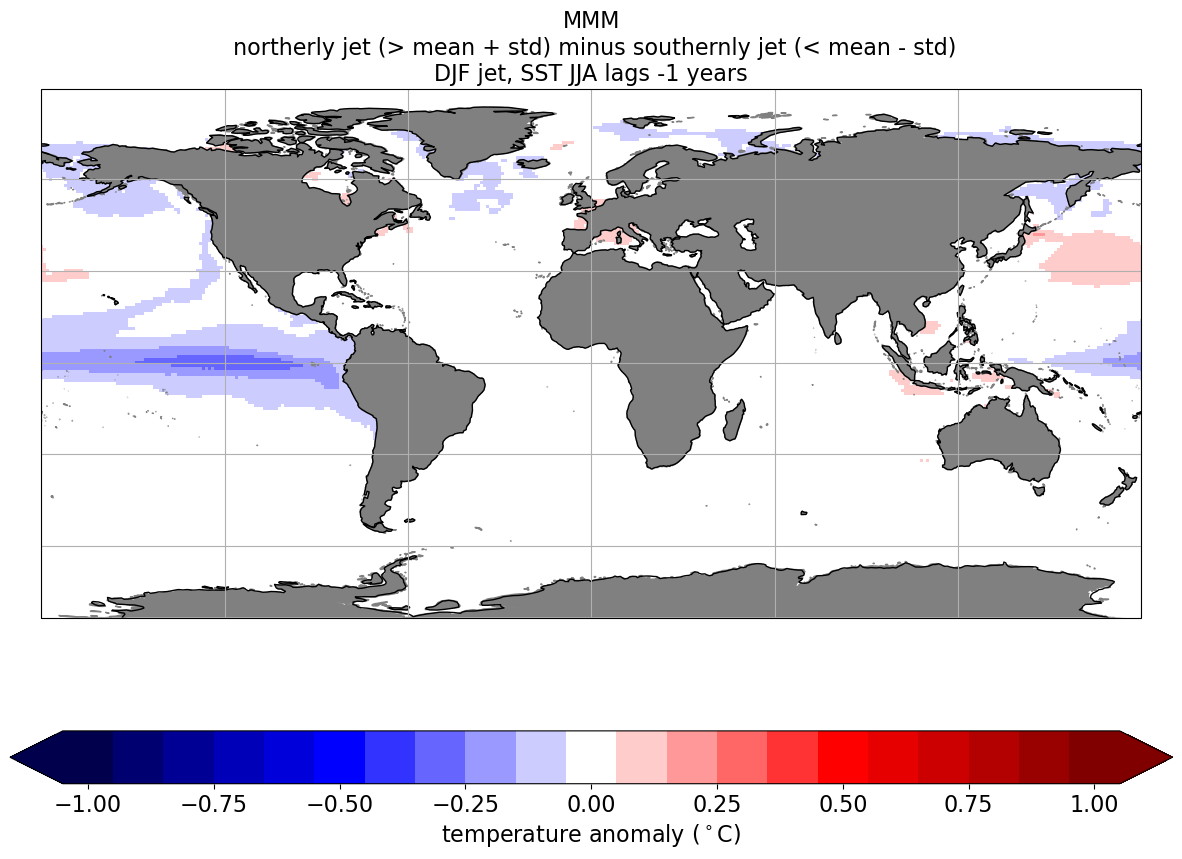 MMM
northerly jet (> mean + std) minus southernly jet (< mean - std)
DJF jet, SST JJA lags -1 years
−1.00 −0.75 −0.50 −0.25 0.00 0.25 0.50 0.75 1.00
temperature anomaly (°C)